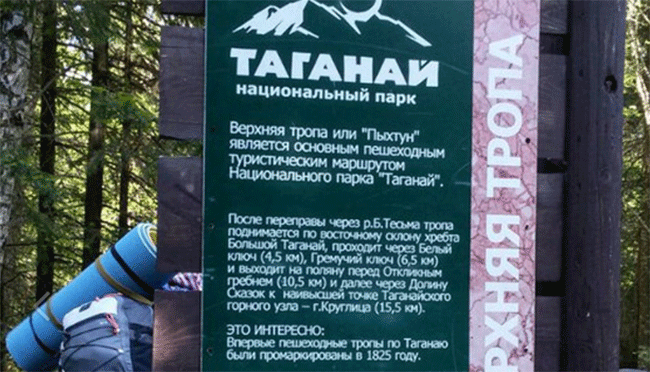 ТАГАНАЙ
национальный парк
Верхняя тропа или "Пыхтун"
является основным пешеходным
туристическим маршрутом
Национального парка "Таганай".
После переправы через р.Б.Тесьма тропа
поднимается по восточному склону хребта
Большой Таганай, проходит через Белый
ключ (4,5 км), Гремучий ключ (6,5 км)
и выходит на поляну перед Откликным
гребнем (10,5 км) и далее через Долину
Сказок к наивысшей точке Таганайского
горного узла – г.Круглица (15,5 км).
ЭТО ИНТЕРЕСНО:
Впервые пешеходные тропы по Таганаю
были промаркированы в 1825 году.
РХНЯЯ ТРОПА